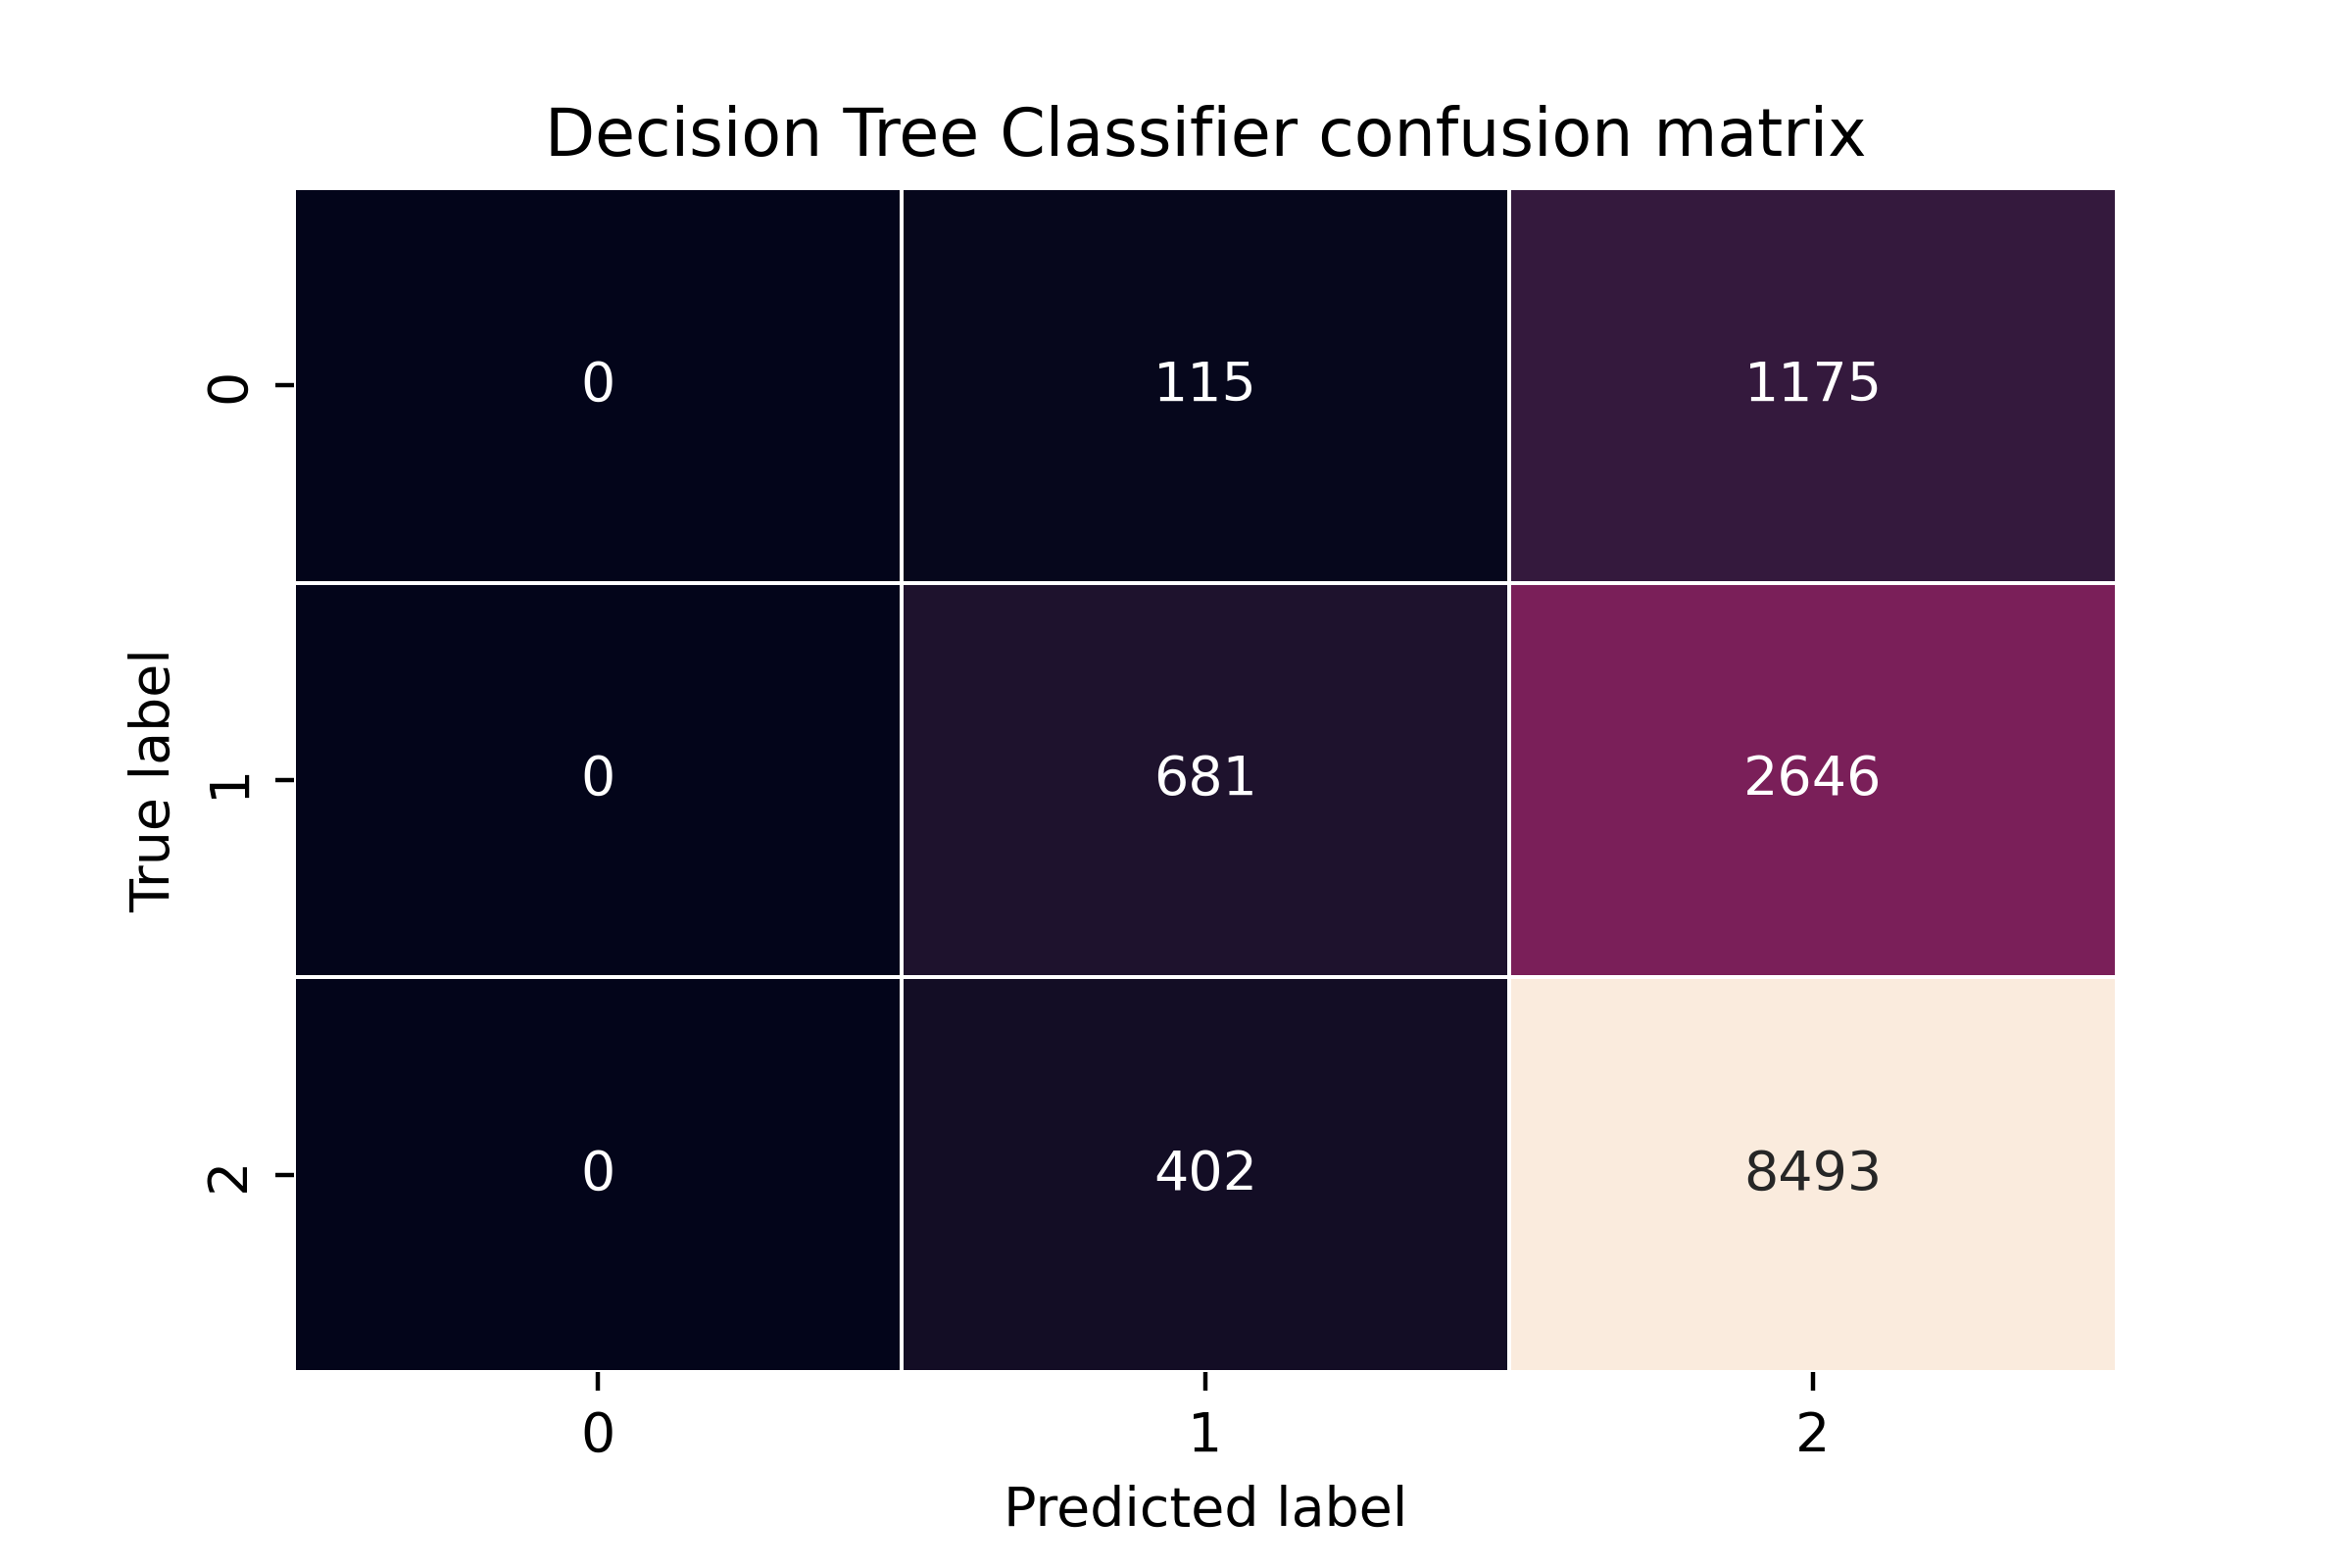 Decision Tree Classifier confusion matrix
True label
0
0 115 1175
1
0 681 2646
2
0 402 8493
0 1 2
Predicted label